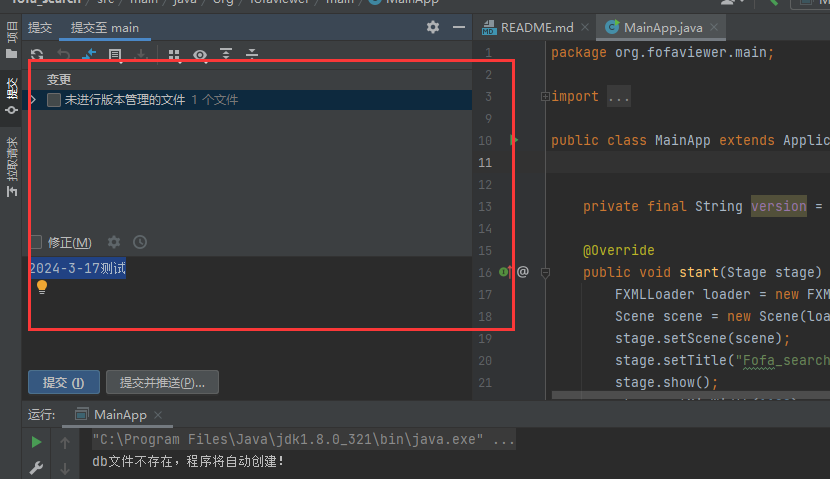 fofa_search › src › main › java › org › fofaviewer › main › MainApp
提交 提交至 main
README.md
MainApp.java
项目
提交
拉取请求
变更
未进行版本管理的文件 1 个文件
修正(M)
2024-3-17测试
提交 (I)
提交并推送(P)...
1 package org.fofaviewer.main;
2
3 import ...
10 public class MainApp extends Applic
11
12
13 private final String version =
14
15 @Override
16 @ public void start(Stage stage)
17 FXMLLoader loader = new FXM
18 Scene scene = new Scene(loa
19 stage.setScene(scene);
20 stage.setTitle("Fofa_search
21 stage.show();
运行: MainApp
"C:\Program Files\Java\jdk1.8.0_321\bin\java.exe" ...
db文件不存在，程序将自动创建!